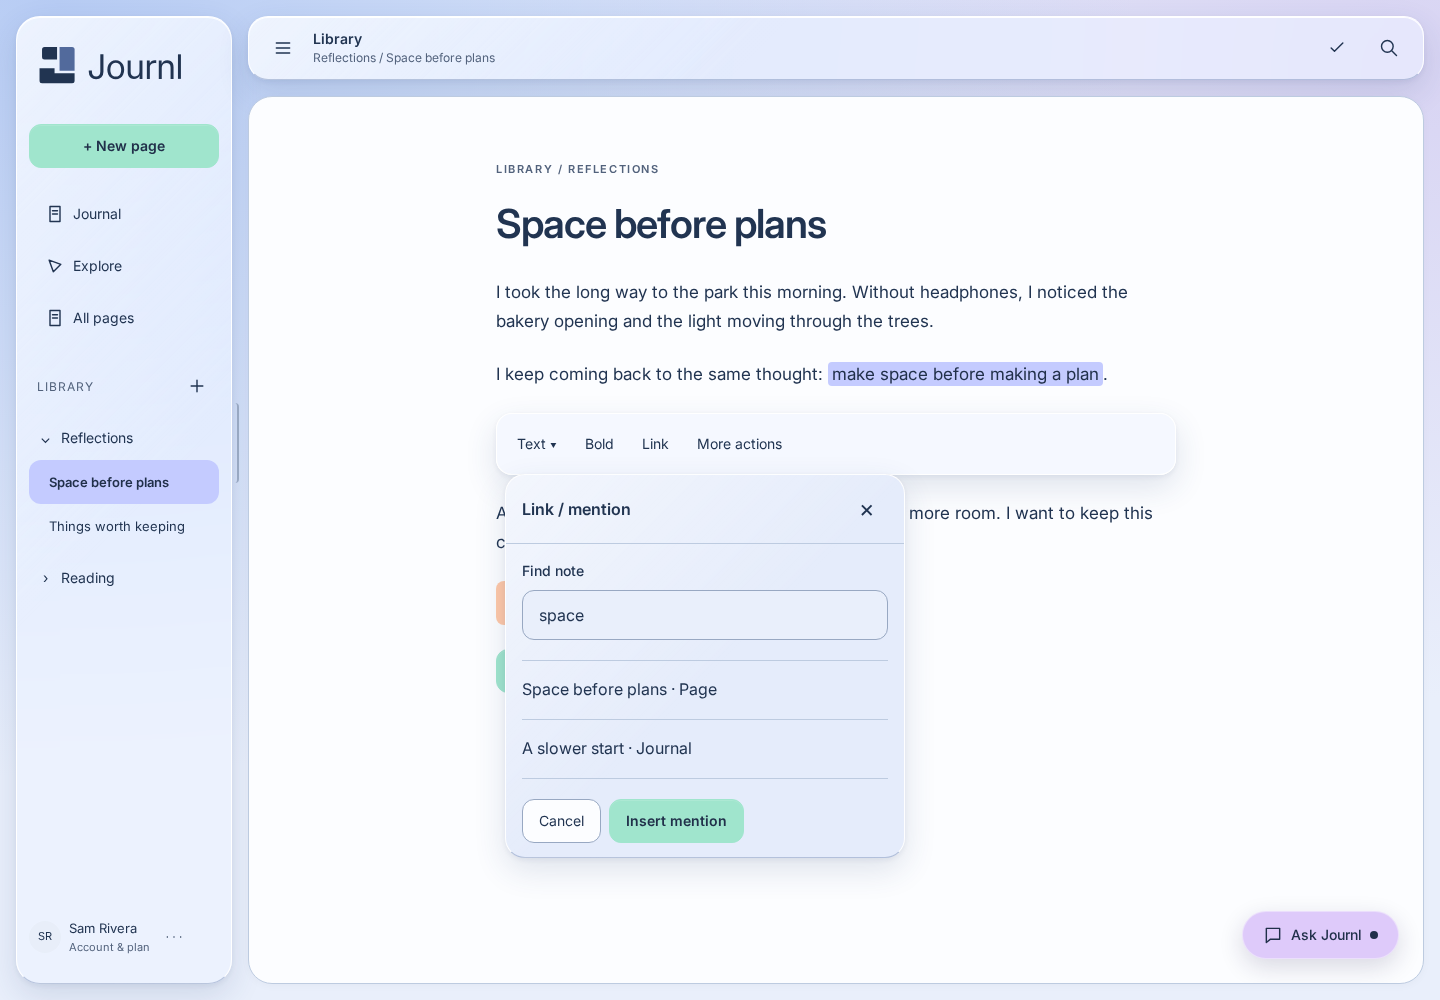 Journl
+ New page
Journal
Explore
All pages
LIBRARY
Reflections
Space before plans
Things worth keeping
Reading
SR
Sam Rivera
Account & plan
Library
Reflections / Space before plans
LIBRARY / REFLECTIONS
Space before plans
I took the long way to the park this morning. Without headphones, I noticed the
bakery opening and the light moving through the trees.
I keep coming back to the same thought: make space before making a plan.
Text ▾ Bold Link More actions
more room. I want to keep this
Link / mention
Find note
space
Space before plans · Page
A slower start · Journal
Cancel
Insert mention
Ask Journl